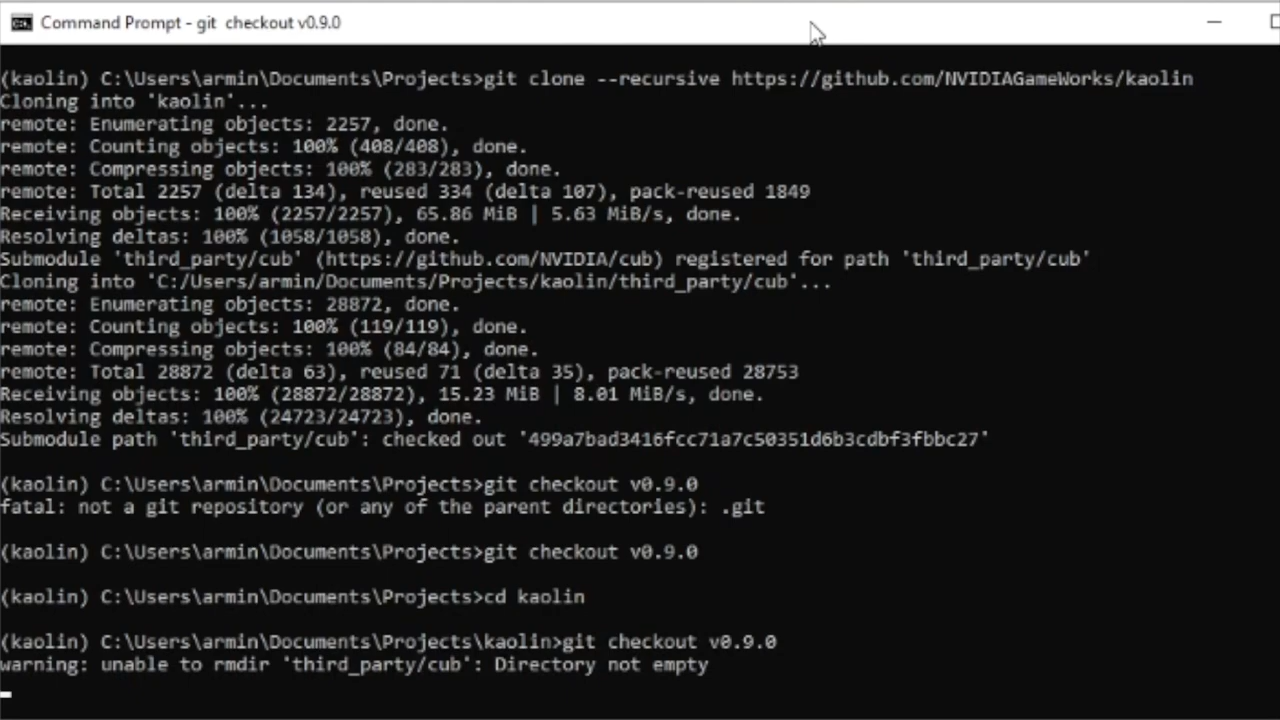 Command Prompt - git  checkout v0.9.0
(kaolin) C:\Users\armin\Documents\Projects>git clone --recursive https://github.com/NVIDIAGameWorks/kaolin
Cloning into 'kaolin'...
remote: Enumerating objects: 2257, done.
remote: Counting objects: 100% (408/408), done.
remote: Compressing objects: 100% (283/283), done.
remote: Total 2257 (delta 134), reused 334 (delta 107), pack-reused 1849
Receiving objects: 100% (2257/2257), 65.86 MiB | 5.63 MiB/s, done.
Resolving deltas: 100% (1058/1058), done.
Submodule 'third_party/cub' (https://github.com/NVIDIA/cub) registered for path 'third_party/cub'
Cloning into 'C:/Users/armin/Documents/Projects/kaolin/third_party/cub'...
remote: Enumerating objects: 28872, done.
remote: Counting objects: 100% (119/119), done.
remote: Compressing objects: 100% (84/84), done.
remote: Total 28872 (delta 63), reused 71 (delta 35), pack-reused 28753
Receiving objects: 100% (28872/28872), 15.23 MiB | 8.01 MiB/s, done.
Resolving deltas: 100% (24723/24723), done.
Submodule path 'third_party/cub': checked out '499a7bad3416fcc71a7c50351d6b3cdbf3fbbc27'
(kaolin) C:\Users\armin\Documents\Projects>git checkout v0.9.0
fatal: not a git repository (or any of the parent directories): .git
(kaolin) C:\Users\armin\Documents\Projects>git checkout v0.9.0
(kaolin) C:\Users\armin\Documents\Projects>cd kaolin
(kaolin) C:\Users\armin\Documents\Projects\kaolin>git checkout v0.9.0
warning: unable to rmdir 'third_party/cub': Directory not empty